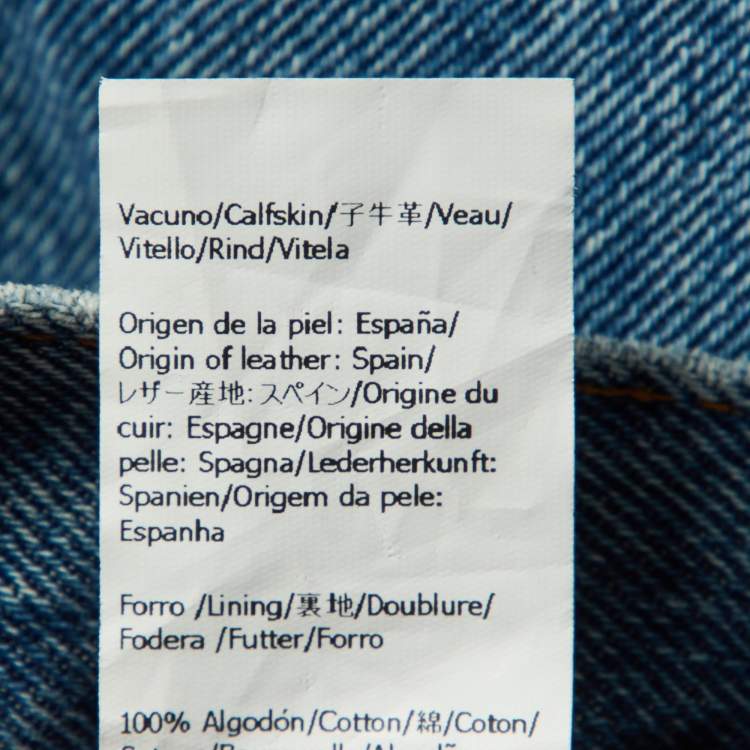 Vacuno/Calfskin/子牛革/Veau/
Vitello/Rind/Vitela
Origen de la piel: España/
Origin of leather: Spain/
レザー産地: スペイン/Origine du
cuir: Espagne/Origine della
pelle: Spagna/Lederherkunft:
Spanien/Origem da pele:
Espanha
Forro /Lining/裏地/Doublure/
Fodera /Futter/Forro
100% Algodón/Cotton/綿/Coton/